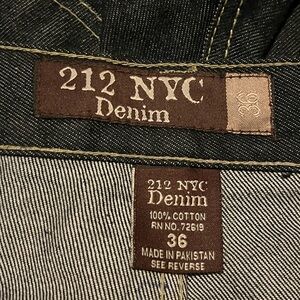 212 NYC
Denim
36
212 NYC
Denim
100% COTTON
RN NO. 72619
36
MADE IN PAKISTAN
SEE REVERSE